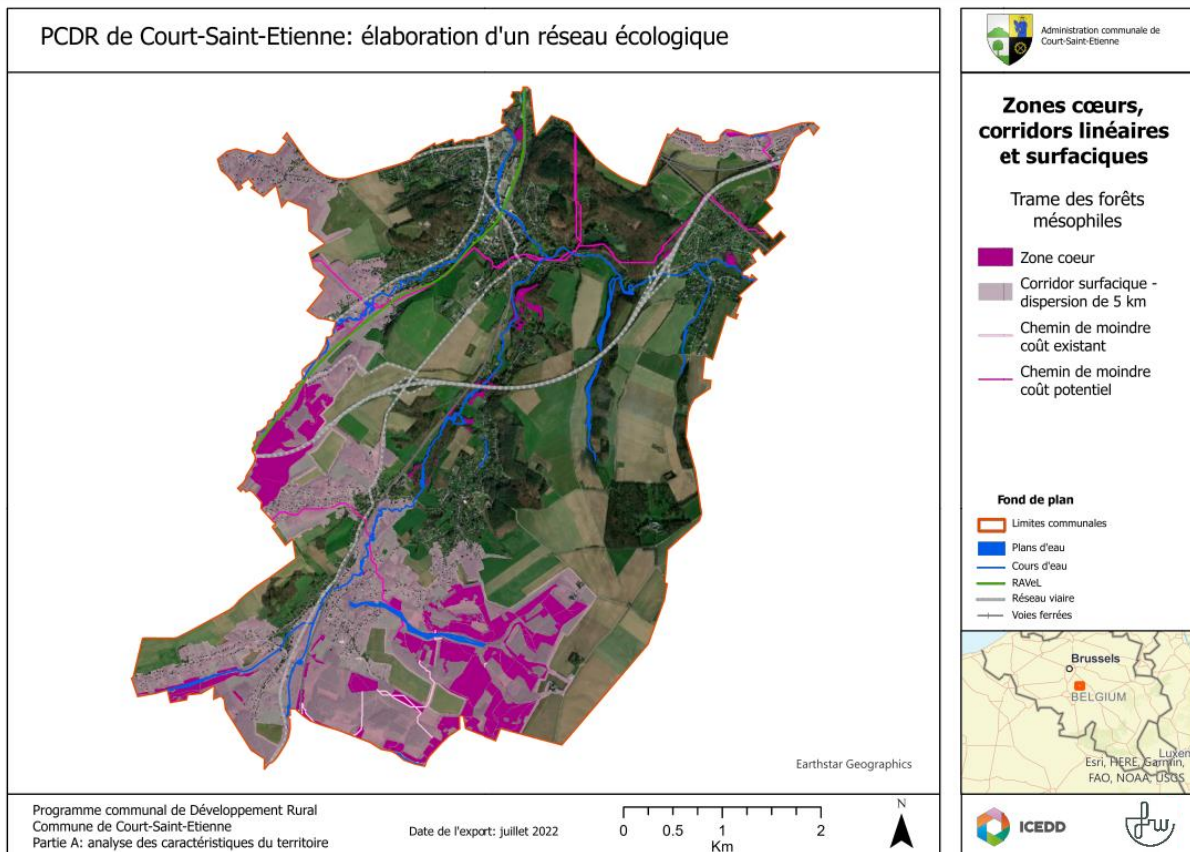 PCDR de Court-Saint-Etienne: élaboration d'un réseau écologique
Administration communale de
Court-Saint-Etienne
Zones cœurs,
corridors linéaires
et surfaciques
Trame des forêts
mésophiles
Zone coeur
Corridor surfacique -
dispersion de 5 km
Chemin de moindre
coût existant
Chemin de moindre
coût potentiel
Fond de plan
Limites communales
Plans d'eau
Cours d'eau
RAVeL
Réseau viaire
Voies ferrées
Brussels
BELGIUM
Luxem
Esri, HERE, Garmin,
FAO, NOAA, USGS
Earthstar Geographics
Programme communal de Développement Rural
Commune de Court-Saint-Etienne
Partie A: analyse des caractéristiques du territoire
Date de l'export: juillet 2022
0 0.5 1 2
Km
N
ICEDD